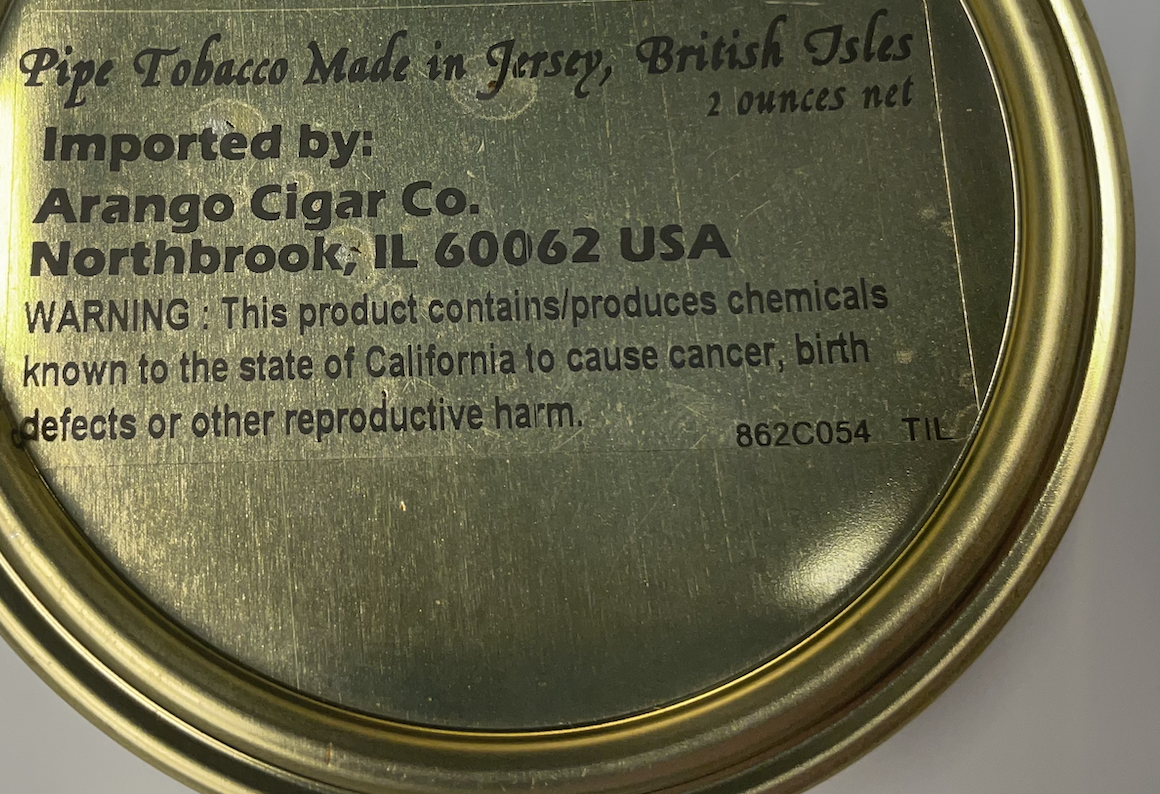 Pipe Tobacco Made in Jersey, British Isles
2 ounces net
Imported by:
Arango Cigar Co.
Northbrook, IL 60062 USA
WARNING : This product contains/produces chemicals
known to the state of California to cause cancer, birth
defects or other reproductive harm.
862C054 TIL